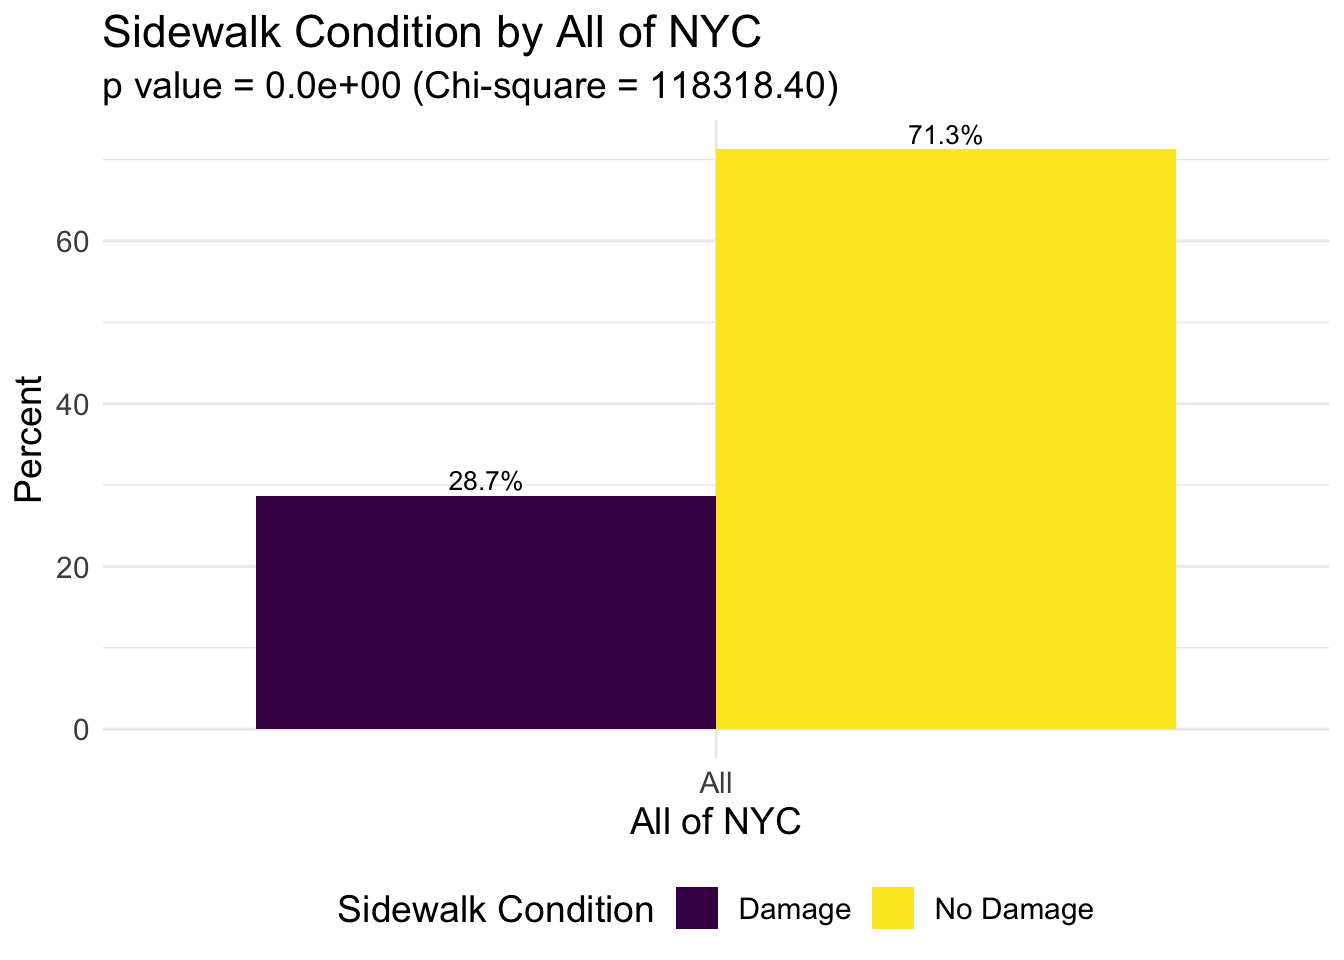 Sidewalk Condition by All of NYC
p value = 0.0e+00 (Chi-square = 118318.40)
71.3%
60
40
Percent
28.7%
20
0
All
All of NYC
Sidewalk Condition Damage No Damage